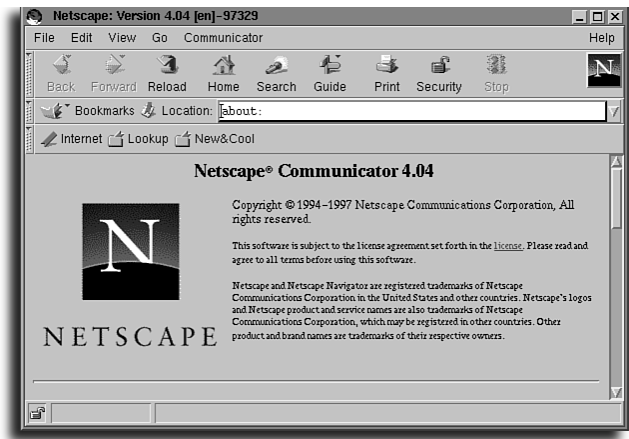 Netscape: Version 4.04 [en]-97329
File Edit View Go Communicator Help
N
Back Forward Reload Home Search Guide Print Security Stop
Bookmarks Location: about:
Internet Lookup New&Cool
Netscape® Communicator 4.04
N
NETSCAPE
Copyright © 1994-1997 Netscape Communications Corporation, All
rights reserved.
This software is subject to the license agreement set forth in the license. Please read and
agree to all terms before using this software.
Netscape and Netscape Navigator are registered trademarks of Netscape
Communications Corporation in the United States and other countries. Netscape's logos
and Netscape product and service names are also trademarks of Netscape
Communications Corporation, which may be registered in other countries. Other
product and brand names are trademarks of their respective owners.